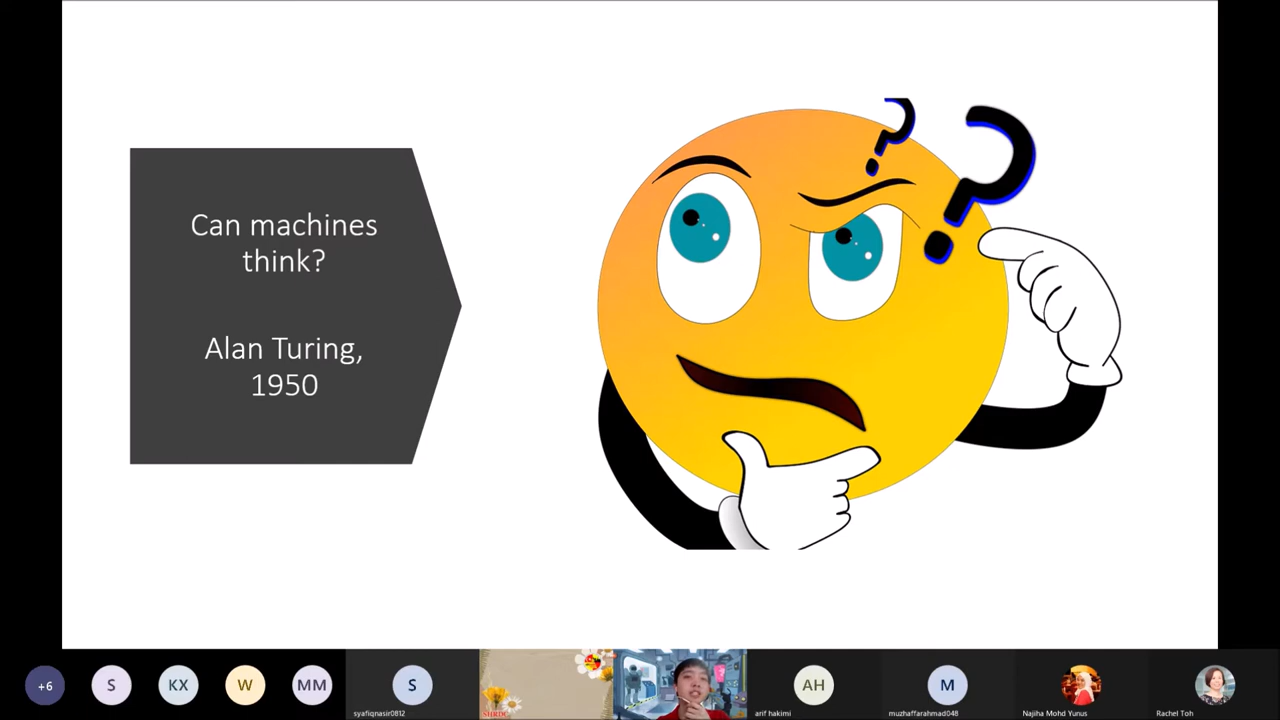 Can machines
think?
Alan Turing,
1950
? ?
+6
S
KX
W
MM
S
syafiqnasir0812
SHRDC
AH
arif hakimi
M
muzhaffarahmad048
Najiha Mohd Yunus
Rachel Toh